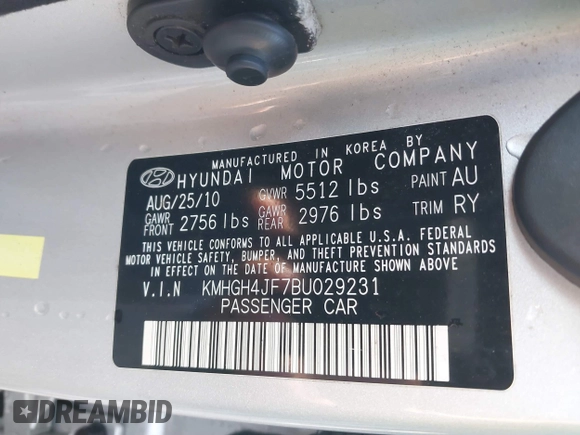 MANUFACTURED IN KOREA BY
HYUNDAI MOTOR COMPANY
AUG/25/10 GVWR 5512 lbs PAINT AU
GAWR FRONT 2756 lbs GAWR REAR 2976 lbs TRIM RY
THIS VEHICLE CONFORMS TO ALL APPLICABLE U.S.A. FEDERAL
MOTOR VEHICLE SAFETY, BUMPER, AND THEFT PREVENTION STANDARDS
IN EFFECT ON THE DATE OF MANUFACTURE SHOWN ABOVE
V.I.N KMHGH4JF7BU029231
PASSENGER CAR
DREAMBID